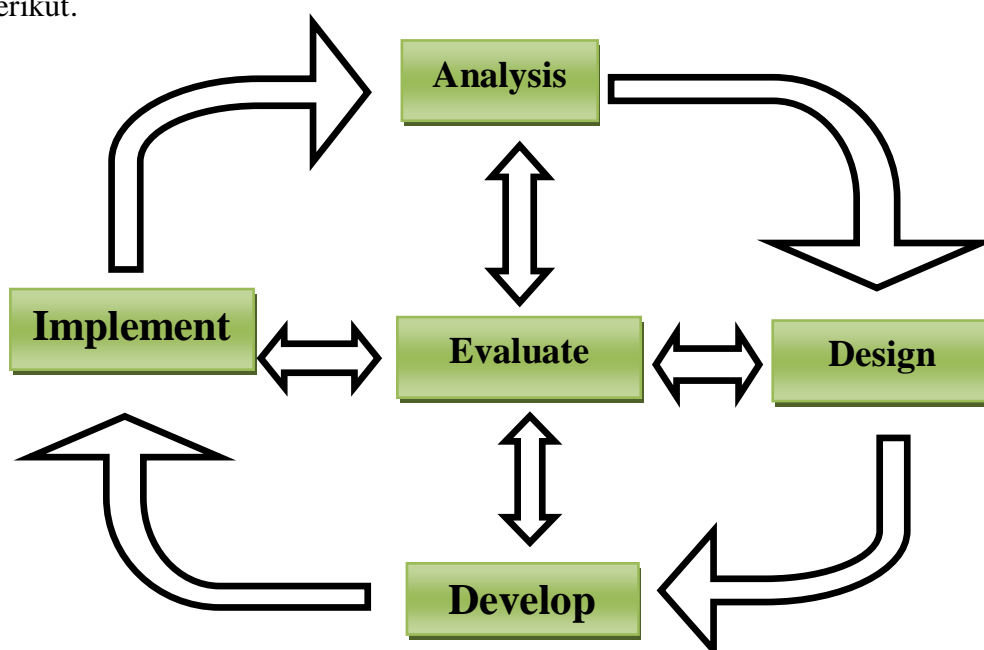 erikut.
Analysis
Implement
Evaluate
Design
Develop